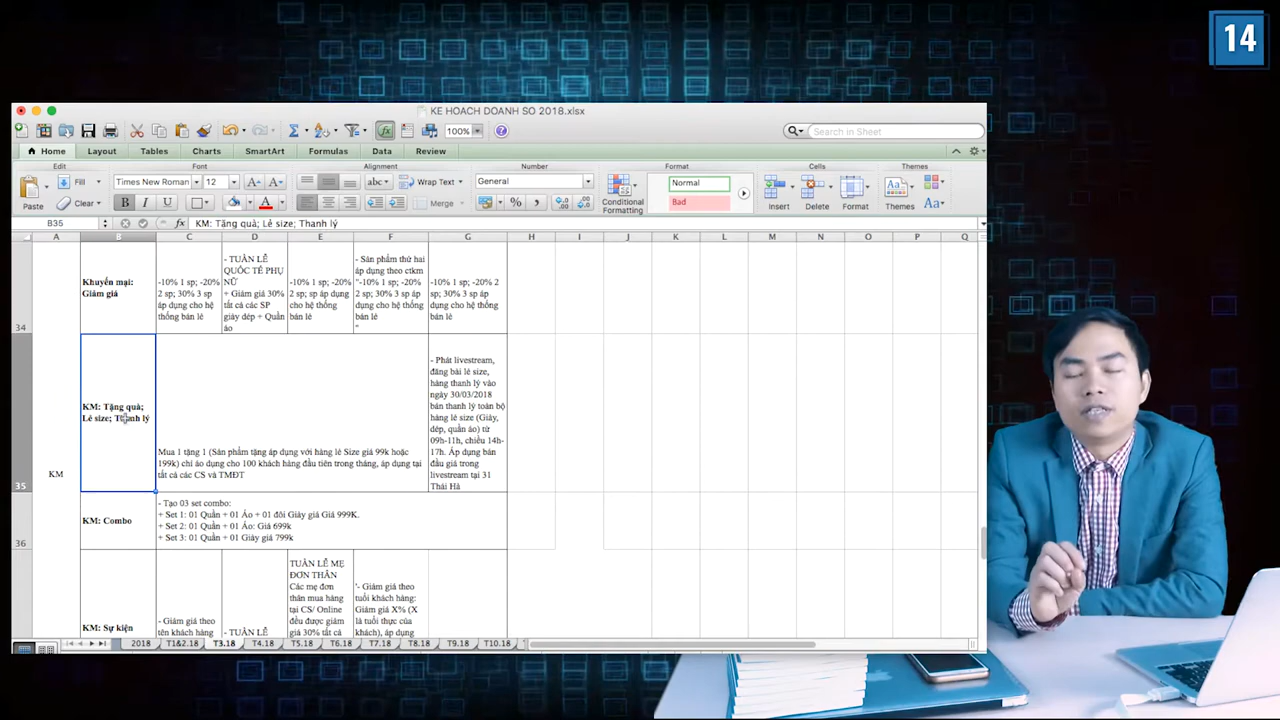 14
KE HOACH DOANH SO 2018.xlsx
100%
Search in Sheet
Home Layout Tables Charts SmartArt Formulas Data Review
Edit Font Alignment Number Format Cells Themes
Fill Times New Roman 12 abc Wrap Text General Normal
Paste Clear B I U Merge % Conditional Formatting Bad Insert Delete Format Themes Aa
B35 fx KM: Tặng quà; Lẻ size; Thanh lý
A B C D E F G H I J K L M N O P Q
34
Khuyến mại:
Giảm giá
-10% 1 sp; -20%
2 sp; 30% 3 sp
áp dụng cho hệ
thống bán lẻ
- TUẦN LỄ
QUỐC TẾ PHỤ
NỮ
+ Giảm giá 30%
tất cả các SP
giày dép + Quần
áo
-10% 1 sp; -20%
2 sp; sp áp dụng
cho hệ thống
bán lẻ
- Sản phẩm thứ hai
áp dụng theo ctkm
"-10% 1 sp; -20%
2 sp; 30% 3 sp áp
dụng cho hệ thống
bán lẻ
"
-10% 1 sp; -20% 2
sp; 30% 3 sp áp
dụng cho hệ thống
bán lẻ
35
KM
KM: Tặng quà;
Lẻ size; Thanh lý
Mua 1 tặng 1 (Sản phẩm tặng áp dụng với hàng lẻ Size giá 99k hoặc
199k) chỉ áo dụng cho 100 khách hàng đầu tiên trong tháng, áp dụng tại
tất cả các CS và TMĐT
- Phát livestream,
đăng bài lẻ size,
hàng thanh lý vào
ngày 30/03/2018
bán thanh lý toàn bộ
hàng lẻ size (Giày,
dép, quần áo) từ
09h-11h, chiều 14h-
17h. Áp dụng bán
đấu giá trong
livestream tại 31
Thái Hà
36
KM: Combo
- Tạo 03 set combo:
+ Set 1: 01 Quần + 01 Áo + 01 đôi Giày giá Giá 999K.
+ Set 2: 01 Quần + 01 Áo: Giá 699k
+ Set 3: 01 Quần + 01 Giày giá 799k
KM: Sự kiện
- Giảm giá theo
tên khách hàng
- TUẦN LỄ
TUẦN LỄ MẸ
ĐƠN THÂN
Các mẹ đơn
thân mua hàng
tại CS/ Online
đều được giảm
giá 30% tất cả
'- Giảm giá theo
tuổi khách hàng:
Giảm giá X% (X
là tuổi thực của
khách), áp dụng
2018 T1&2.18 T3.18 T4.18 T5.18 T6.18 T7.18 T8.18 T9.18 T10.18